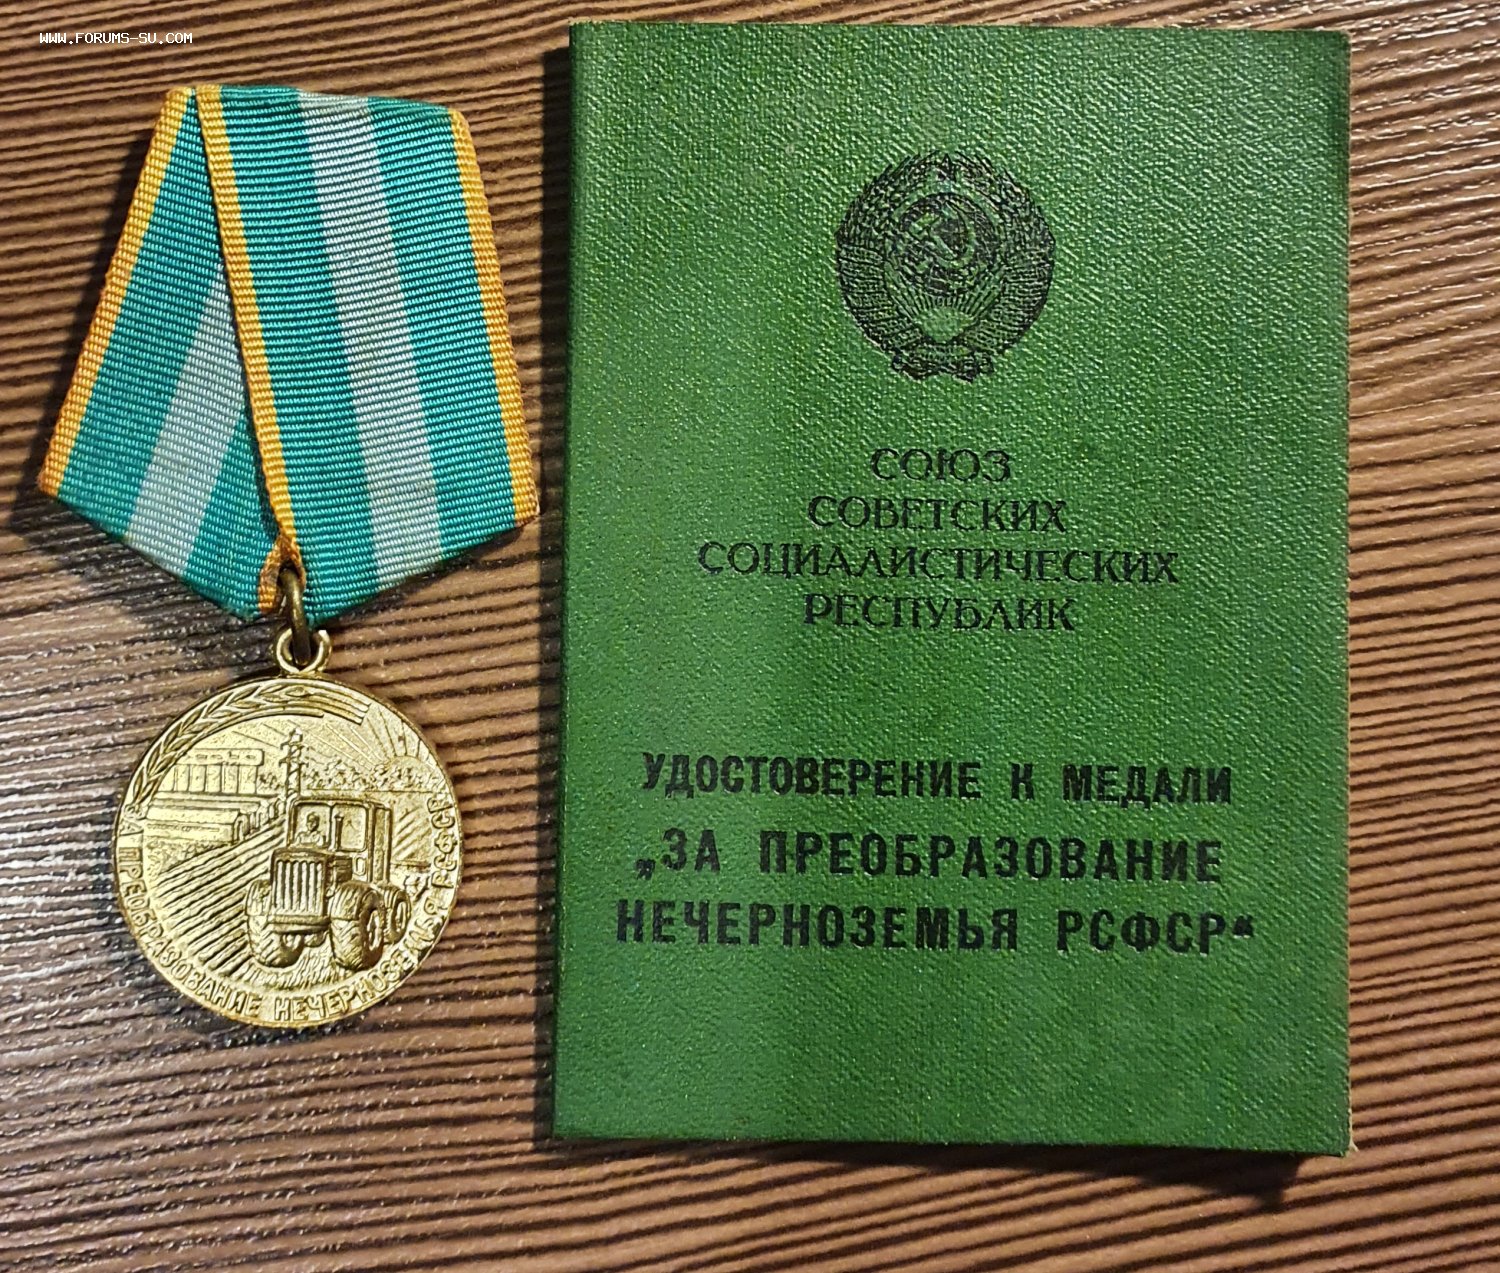 WWW.FORUMS-SU.COM
СОЮЗ
СОВЕТСКИХ
СОЦИАЛИСТИЧЕСКИХ
РЕСПУБЛИК
УДОСТОВЕРЕНИЕ К МЕДАЛИ
„ЗА ПРЕОБРАЗОВАНИЕ
НЕЧЕРНОЗЕМЬЯ РСФСР“
ЗА ПРЕОБРАЗОВАНИЕ НЕЧЕРНОЗЕМЬЯ РСФСР